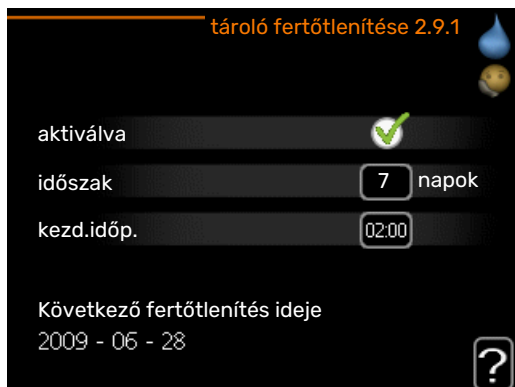 tároló fertőtlenítése 2.9.1
aktiválva
időszak 7 napok
kezd.időp. 02:00
Következő fertőtlenítés ideje
2009 - 06 - 28
?